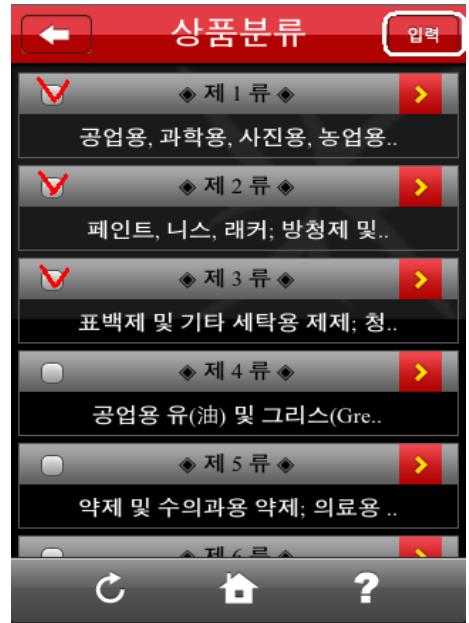 상품분류
입력
◈ 제 1 류 ◈
공업용, 과학용, 사진용, 농업용..
◈ 제 2 류 ◈
페인트, 니스, 래커; 방청제 및..
◈ 제 3 류 ◈
표백제 및 기타 세탁용 제제; 청..
◈ 제 4 류 ◈
공업용 유(油) 및 그리스(Gre..
◈ 제 5 류 ◈
약제 및 수의과용 약제; 의료용 ..
◈ 제 6 류 ◈
?